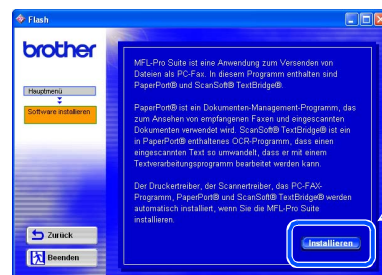 Flash
brother
Hauptmenü
Software installieren
MFL-Pro Suite ist eine Anwendung zum Versenden von
Dateien als PC-Fax. In diesem Programm enthalten sind
PaperPort® und ScanSoft® TextBridge®.
PaperPort® ist ein Dokumenten-Management-Programm, das
zum Ansehen von empfangenen Faxen und eingescannten
Dokumenten verwendet wird. ScanSoft® TextBridge® ist ein
in PaperPort® enthaltenes OCR-Programm, dass einen
eingescannten Text so umwandelt, dass er mit einem
Textverarbeitungsprogramm bearbeitet werden kann.
Der Druckertreiber, der Scannertreiber, das PC-FAX-
Programm, PaperPort® und ScanSoft® TextBridge® werden
automatisch installiert, wenn Sie die MFL-Pro Suite
installieren.
Zurück
Beenden
Installieren